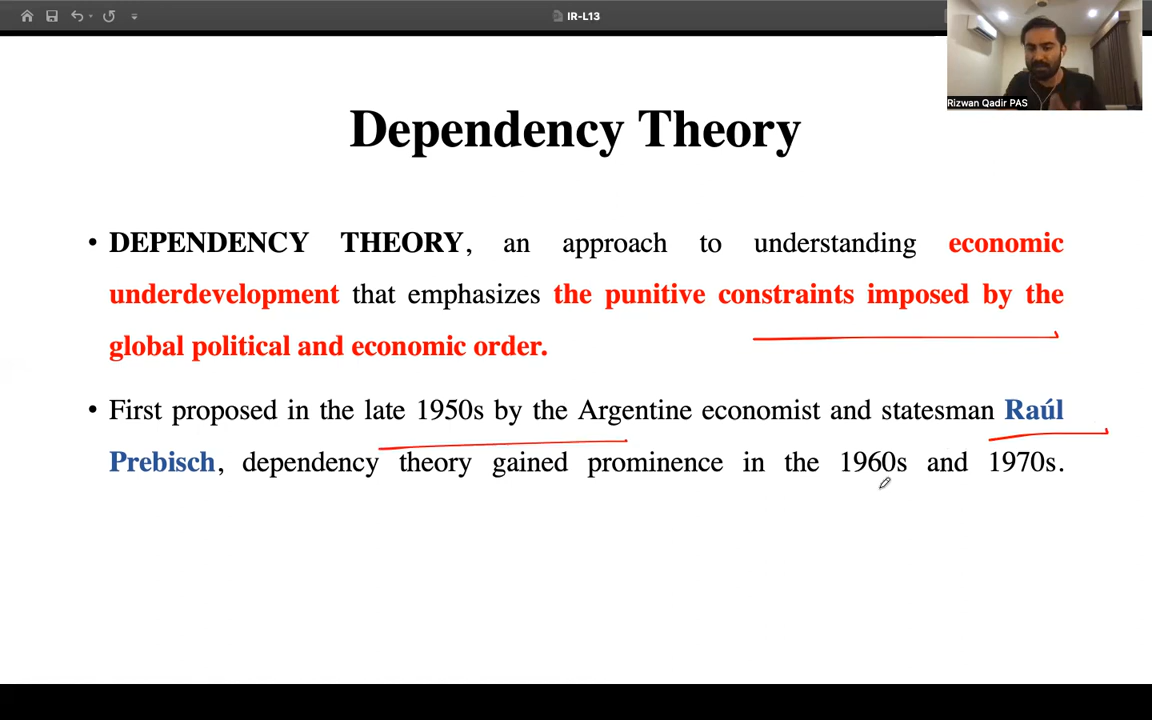 IR-L13
Rizwan Qadir PAS
Dependency Theory
• DEPENDENCY THEORY, an approach to understanding economic
underdevelopment that emphasizes the punitive constraints imposed by the
global political and economic order.
• First proposed in the late 1950s by the Argentine economist and statesman Raúl
Prebisch, dependency theory gained prominence in the 1960s and 1970s.